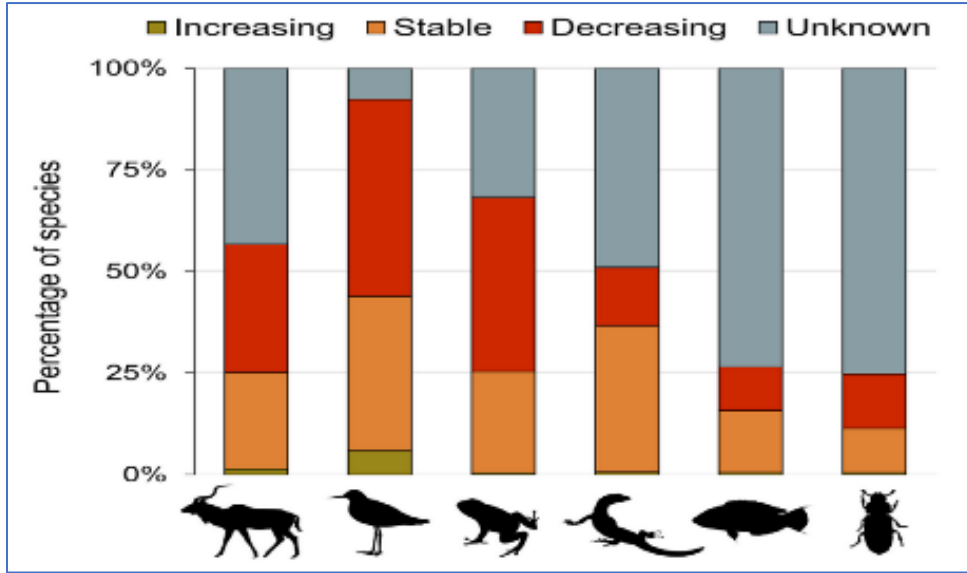 Increasing Stable Decreasing Unknown
100%
75%
50%
25%
0%
Percentage of species